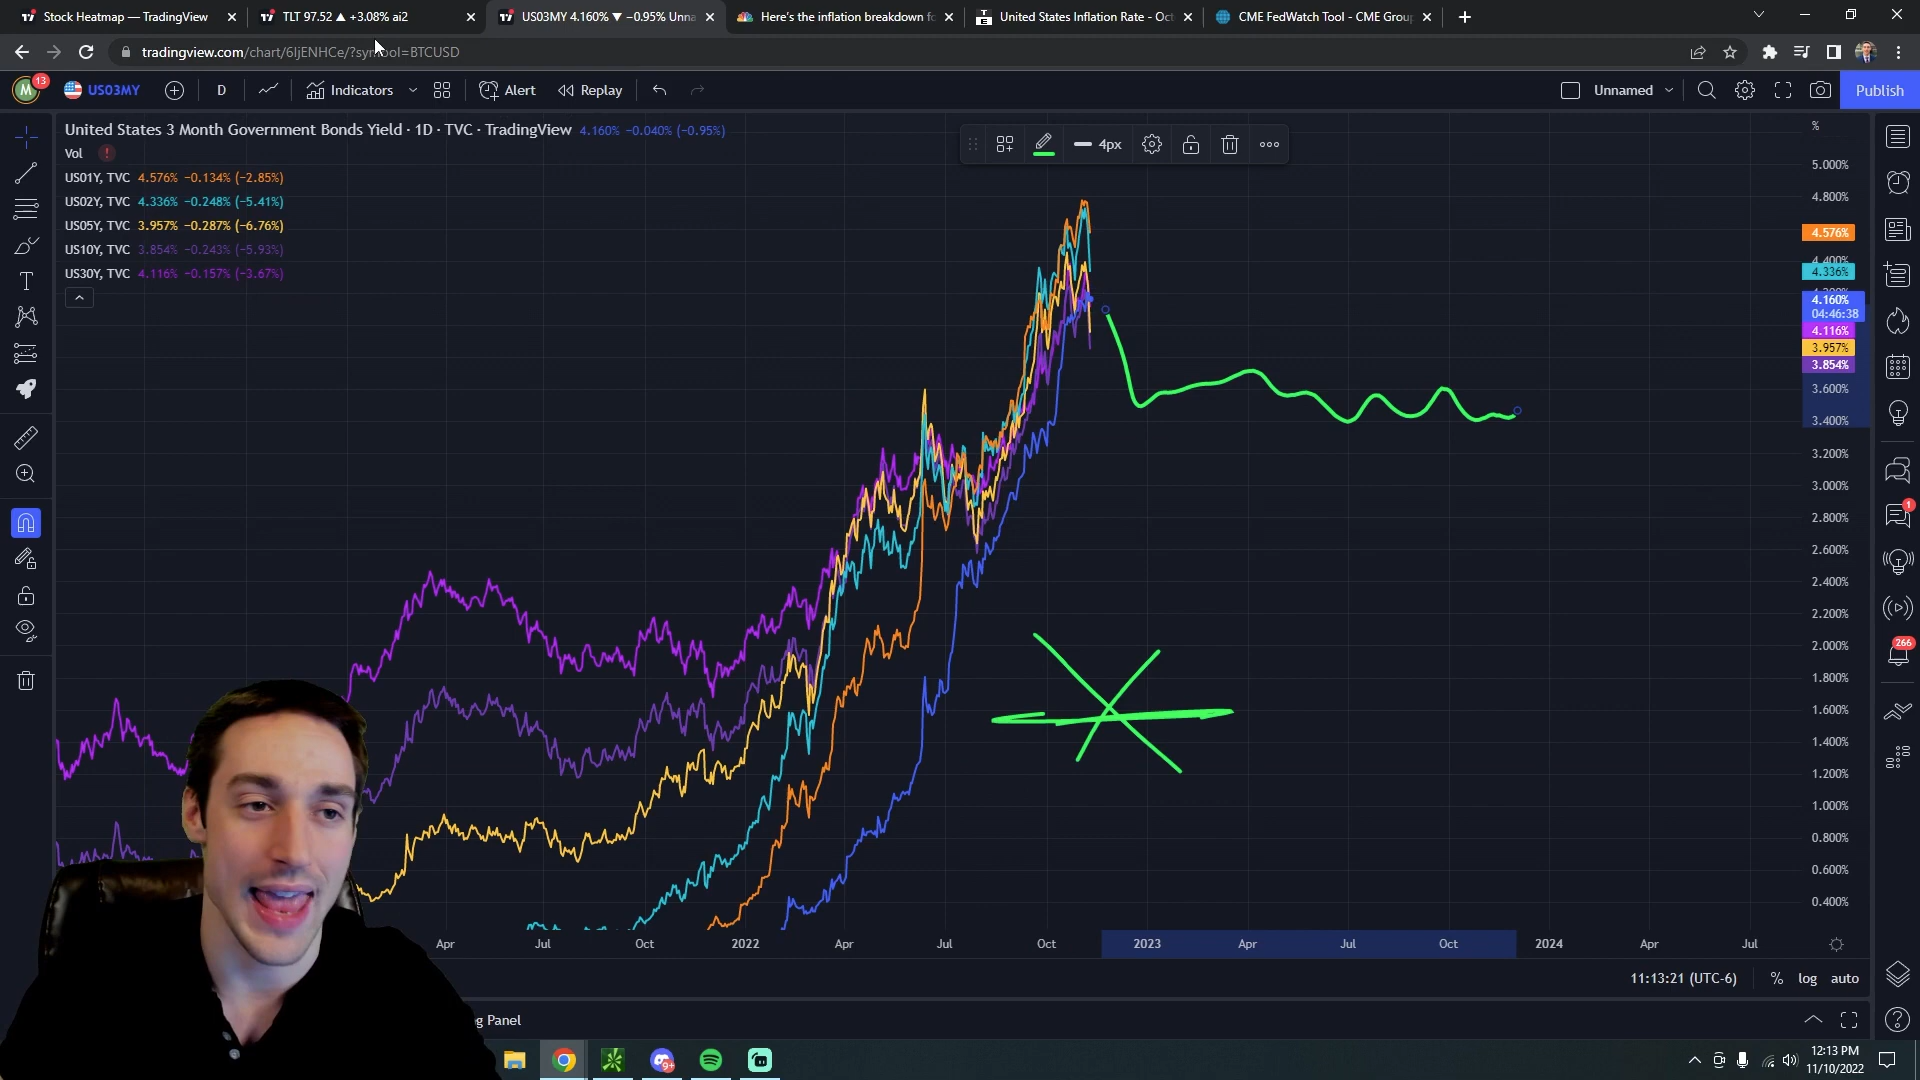 Stock Heatmap — TradingView
TLT 97.52 ▲ +3.08% ai2
US03MY 4.160% ▼ −0.95% Unna
Here's the inflation breakdown fo
United States Inflation Rate - Oct
CME FedWatch Tool - CME Group
tradingview.com/chart/6IjENHCe/?symbol=BTCUSD
M
13
US03MY
D
Indicators
Alert
Replay
Unnamed
Publish
United States 3 Month Government Bonds Yield · 1D · TVC · TradingView 4.160% −0.040% (−0.95%)
Vol
US01Y, TVC 4.576% −0.134% (−2.85%)
US02Y, TVC 4.336% −0.248% (−5.41%)
US05Y, TVC 3.957% −0.287% (−6.76%)
US10Y, TVC 3.854% −0.243% (−5.93%)
US30Y, TVC 4.116% −0.157% (−3.67%)
4px
%
5.000%
4.800%
4.576%
4.400%
4.336%
4.160%
04:46:38
4.116%
3.957%
3.854%
3.600%
3.400%
3.200%
3.000%
2.800%
2.600%
2.400%
2.200%
2.000%
1.800%
1.600%
1.400%
1.200%
1.000%
0.800%
0.600%
0.400%
1
266
Apr Jul Oct 2022 Apr Jul Oct 2023 Apr Jul Oct 2024 Apr Jul
11:13:21 (UTC-6) % log auto
g Panel
9+
12:13 PM
11/10/2022